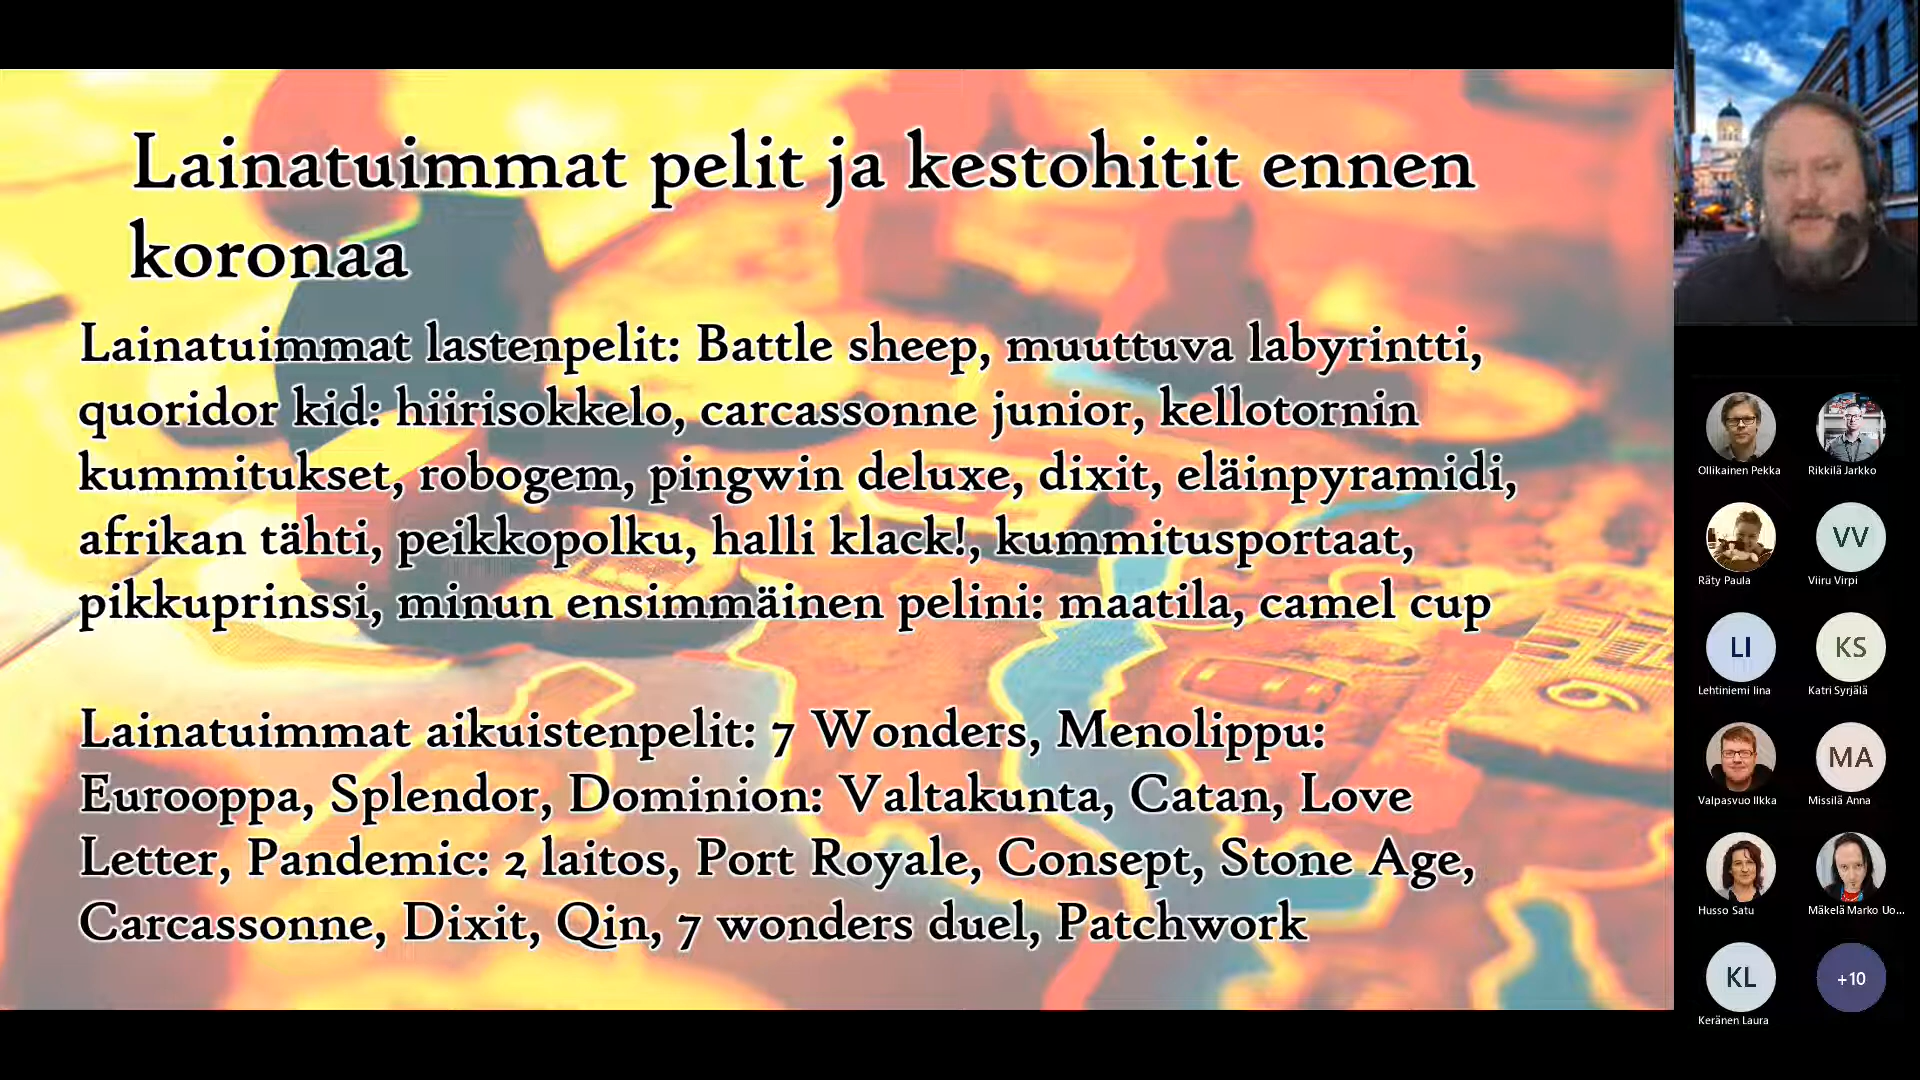 Lainatuimmat pelit ja kestohitit ennen
koronaa
Lainatuimmat lastenpelit: Battle sheep, muuttuva labyrintti,
quoridor kid: hiirisokkelo, carcassonne junior, kellotornin
kummitukset, robogem, pingwin deluxe, dixit, eläinpyramidi,
afrikan tähti, peikkopolku, halli klack!, kummitusportaat,
pikkuprinssi, minun ensimmäinen pelini: maatila, camel cup
Lainatuimmat aikuistenpelit: 7 Wonders, Menolippu:
Eurooppa, Splendor, Dominion: Valtakunta, Catan, Love
Letter, Pandemic: 2 laitos, Port Royale, Consept, Stone Age,
Carcassonne, Dixit, Qin, 7 wonders duel, Patchwork
Ollikainen Pekka
Rikkilä Jarkko
VV
Räty Paula
Viiru Virpi
LI
KS
Lehtiniemi Iina
Katri Syrjälä
MA
Valpasvuo Ilkka
Missilä Anna
Husso Satu
Mäkelä Marko Uo...
KL
+10
Keränen Laura